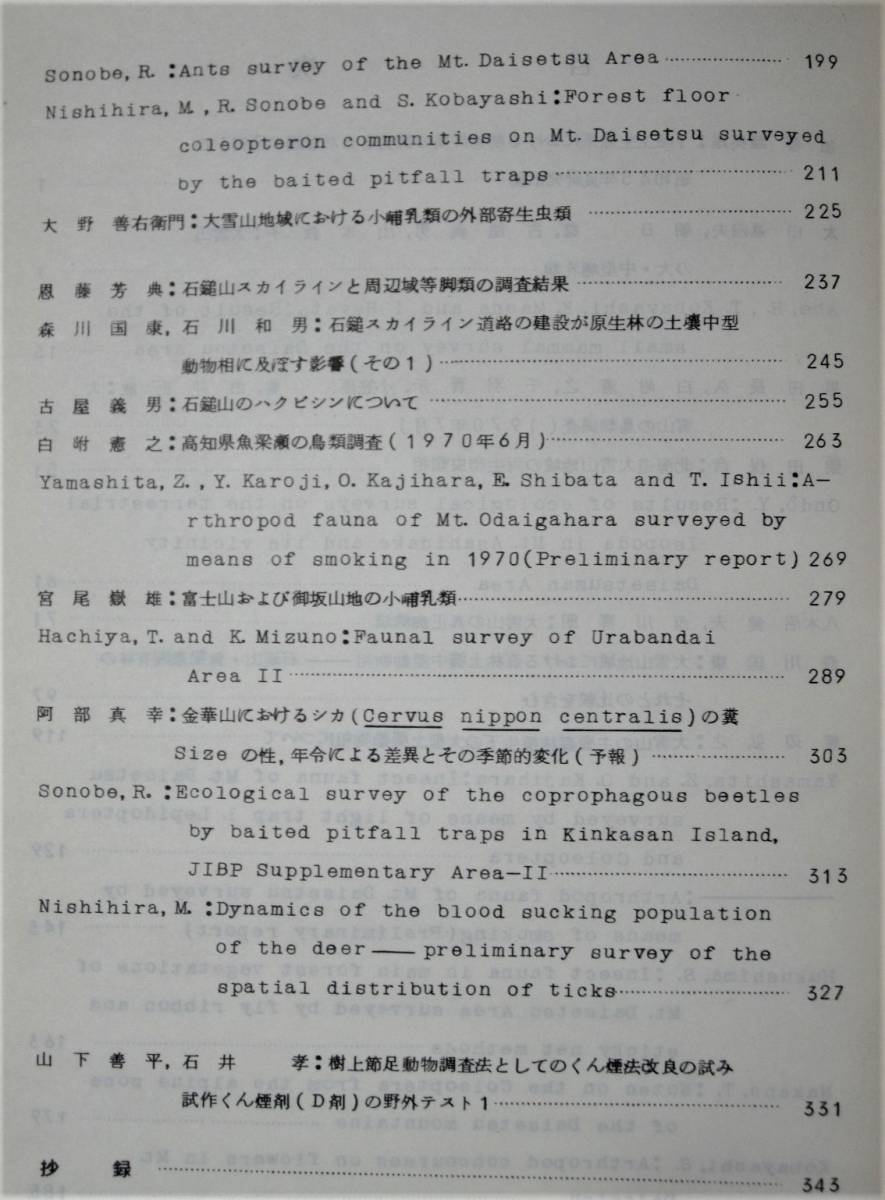 Sonobe, R. :Ants survey of the Mt. Daisetsu Area ……………… 199
Nishihira, M., R. Sonobe and S. Kobayashi:Forest floor
coleopteron communities on Mt. Daisetsu surveyed
by the baited pitfall traps ……………… 211
大野善右衛門:大雪山地域における小哺乳類の外部寄生虫類 ……………… 225
恩藤芳典:石鎚山スカイラインと周辺域等脚類の調査結果 ……………… 237
森川国康,石川和男:石鎚スカイライン道路の建設が原生林の土壌中型
動物相に及ぼす影響(その1) ……………… 245
古屋義男:石鎚山のハクビシンについて ……………… 255
白附憲之:高知県魚梁瀬の鳥類調査(1970年6月) ……………… 263
Yamashita, Z., Y. Karoji, O. Kajihara, E. Shibata and T. Ishii:A-
rthropod fauna of Mt. Odaigahara surveyed by
means of smoking in 1970(Preliminary report) 269
宮尾嶽雄:富士山および御坂山地の小哺乳類 ……………… 279
Hachiya, T. and K. Mizuno:Faunal survey of Urabandai
Area II ……………… 289
阿部真幸:金華山におけるシカ(Cervus nippon centralis)の糞
Sizeの性,年令による差異とその季節的変化(予報) ……………… 303
Sonobe, R. :Ecological survey of the coprophagous beetles
by baited pitfall traps in Kinkasan Island,
JIBP Supplementary Area-II ……………… 313
Nishihira, M. :Dynamics of the blood sucking population
of the deer — preliminary survey of the
spatial distribution of ticks ……………… 327
山下善平,石井 孝:樹上節足動物調査法としてのくん煙法改良の試み
試作くん煙剤(D剤)の野外テスト1 ……………… 331
抄 録 ……………… 343